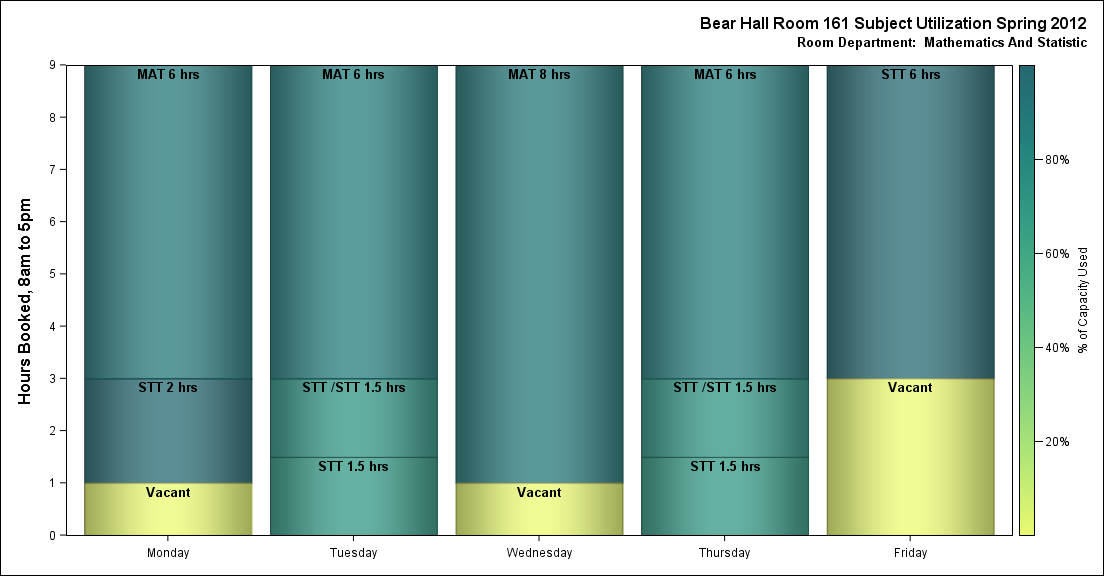 Bear Hall Room 161 Subject Utilization Spring 2012
Room Department:  Mathematics And Statistic
Hours Booked, 8am to 5pm
9
8
7
6
5
4
3
2
1
0
MAT 6 hrs
STT 2 hrs
Vacant
MAT 6 hrs
STT /STT 1.5 hrs
STT 1.5 hrs
MAT 8 hrs
Vacant
MAT 6 hrs
STT /STT 1.5 hrs
STT 1.5 hrs
STT 6 hrs
Vacant
Monday
Tuesday
Wednesday
Thursday
Friday
80%
60%
40%
20%
% of Capacity Used